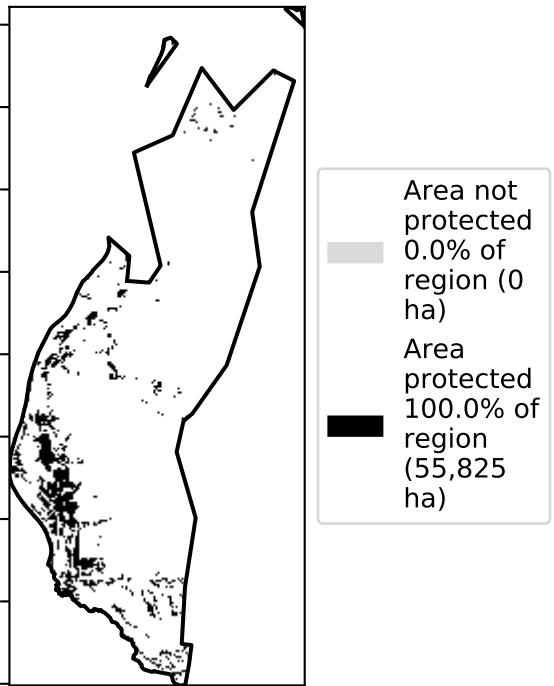 Area not
protected
0.0% of
region (0
ha)
Area
protected
100.0% of
region
(55,825
ha)